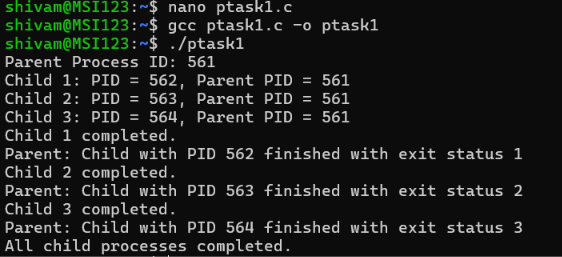 shivam@MSI123:~$ nano ptask1.c
shivam@MSI123:~$ gcc ptask1.c -o ptask1
shivam@MSI123:~$ ./ptask1
Parent Process ID: 561
Child 1: PID = 562, Parent PID = 561
Child 2: PID = 563, Parent PID = 561
Child 3: PID = 564, Parent PID = 561
Child 1 completed.
Parent: Child with PID 562 finished with exit status 1
Child 2 completed.
Parent: Child with PID 563 finished with exit status 2
Child 3 completed.
Parent: Child with PID 564 finished with exit status 3
All child processes completed.